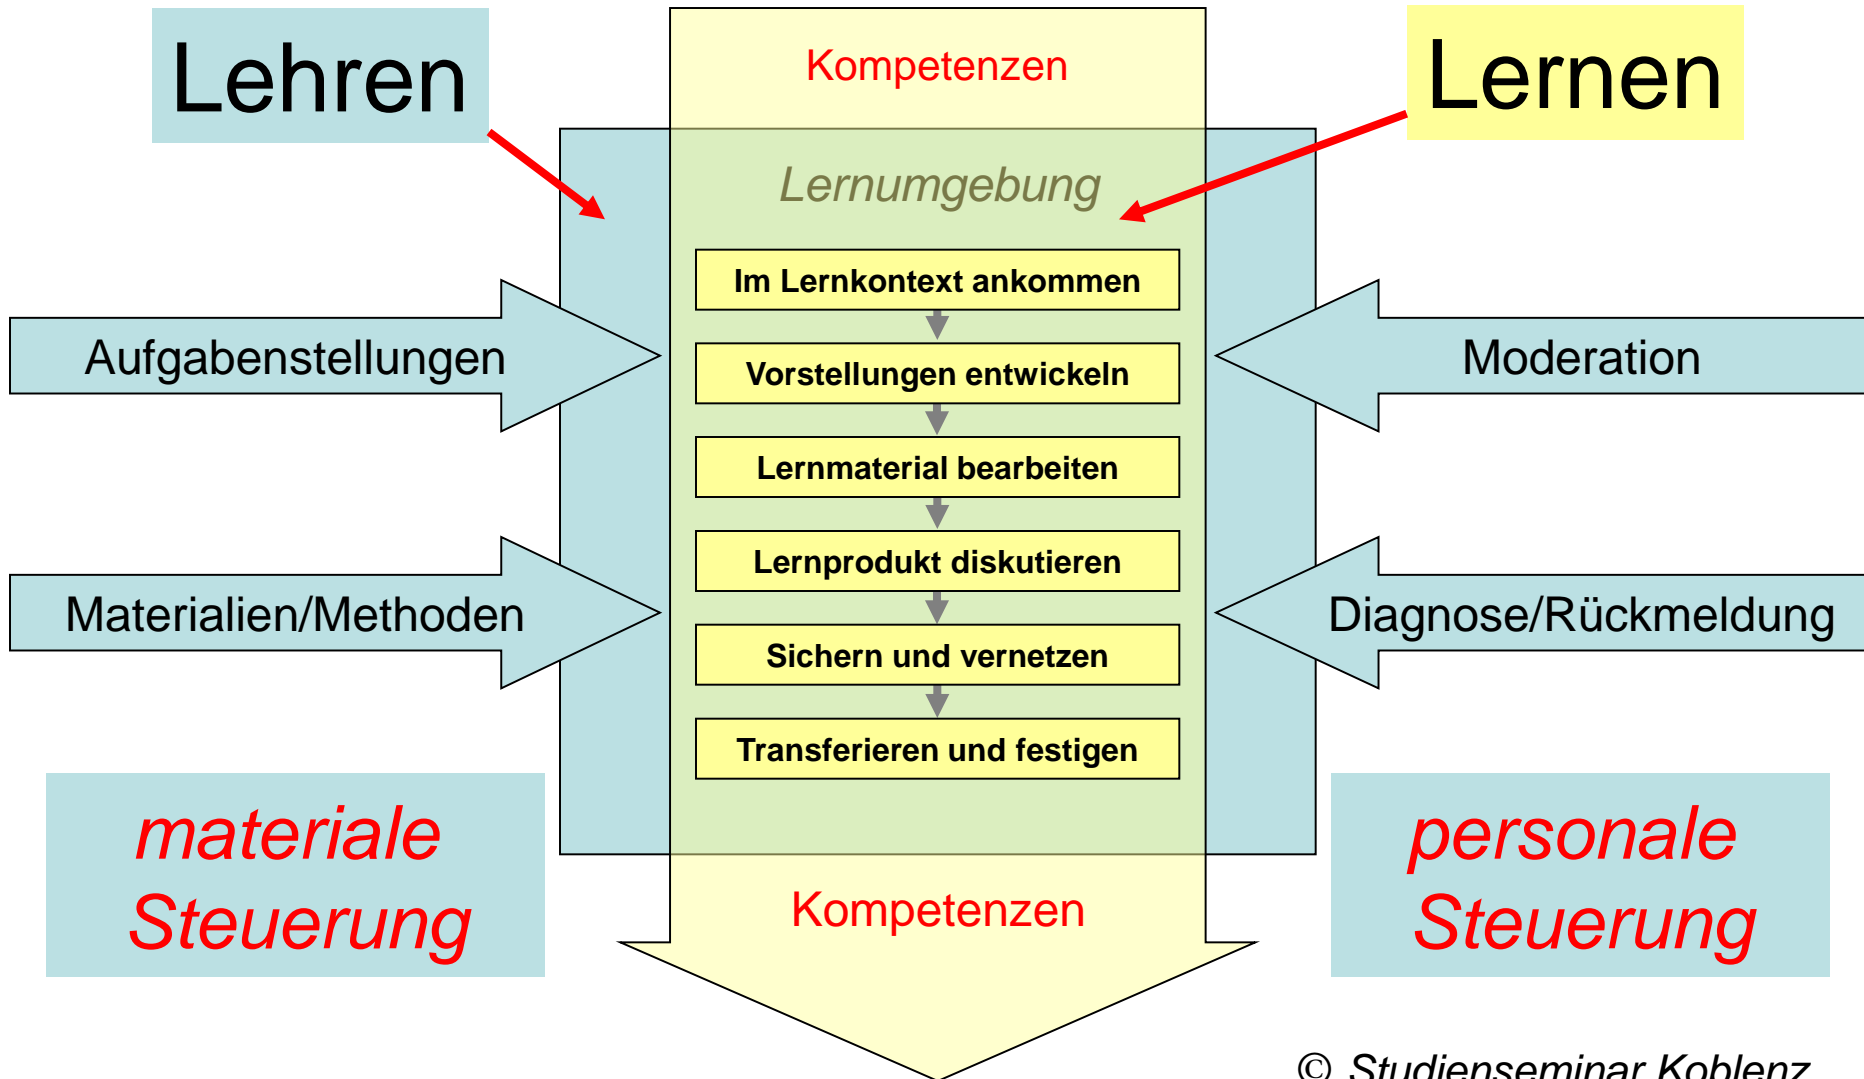 Lehren
Kompetenzen
Lernen
Lernumgebung
Im Lernkontext ankommen
Aufgabenstellungen
Moderation
Vorstellungen entwickeln
Lernmaterial bearbeiten
Lernprodukt diskutieren
Materialien/Methoden
Diagnose/Rückmeldung
Sichern und vernetzen
Transferieren und festigen
materiale
Steuerung
personale
Steuerung
Kompetenzen
© Studienseminar Koblenz